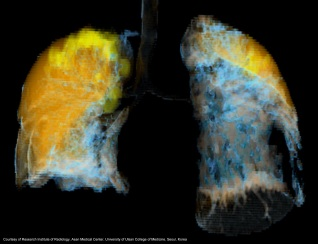 Courtesy of Research Institute of Radiology, Asan Medical Center, University of Ulsan College of Medicine, Seoul, Korea